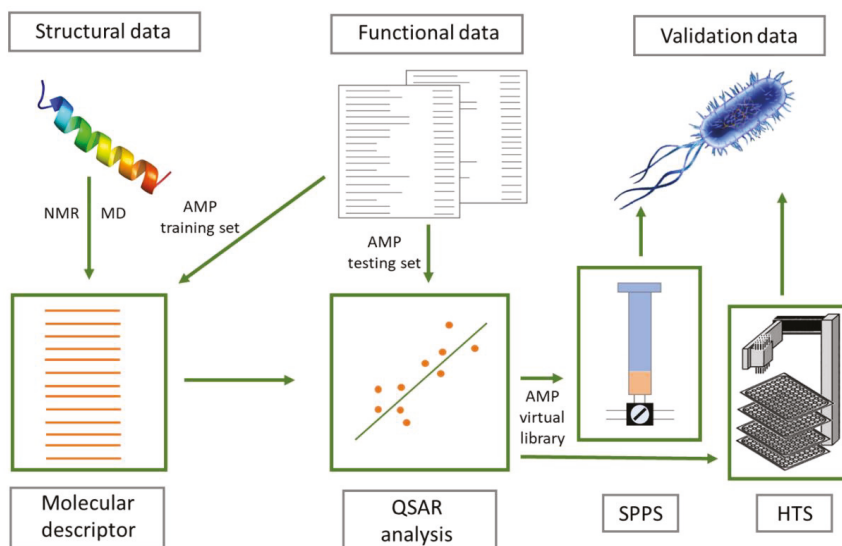 Structural data
Functional data
Validation data
NMR
MD
AMP
training set
AMP
testing set
AMP
virtual
library
Molecular
descriptor
QSAR
analysis
SPPS
HTS